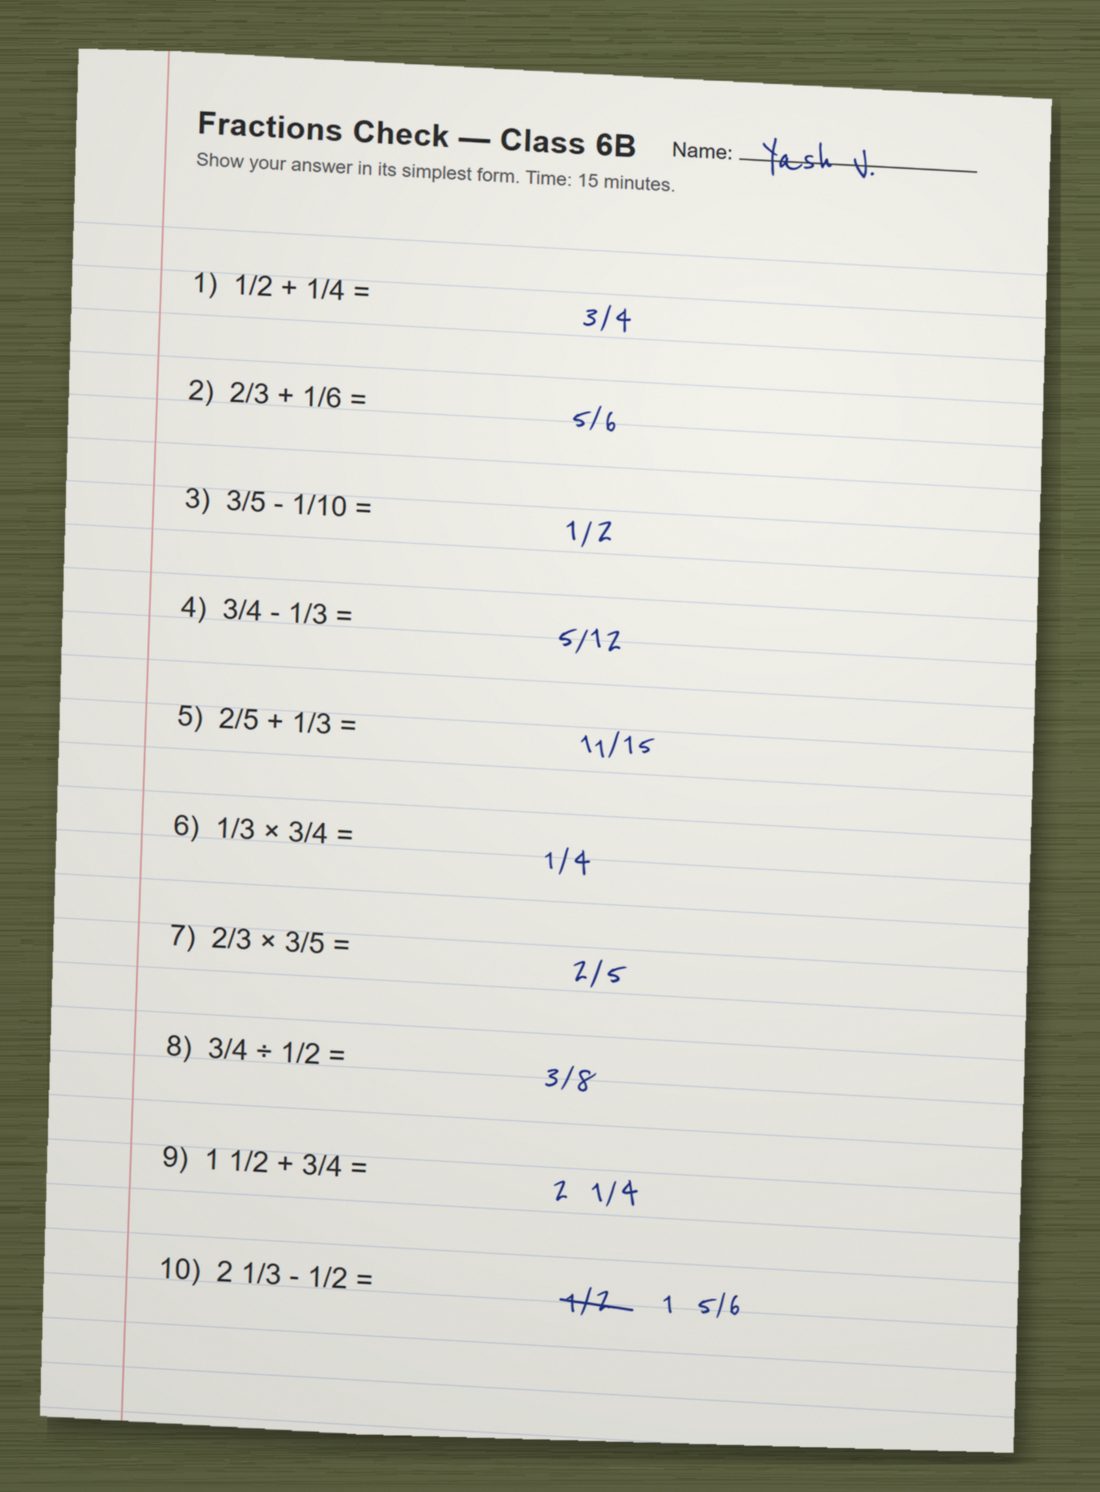 Fractions Check — Class 6B Name: Yash V.
Show your answer in its simplest form. Time: 15 minutes.
1) 1/2 + 1/4 = 3/4
2) 2/3 + 1/6 = 5/6
3) 3/5 - 1/10 = 1/2
4) 3/4 - 1/3 = 5/12
5) 2/5 + 1/3 = 11/15
6) 1/3 × 3/4 = 1/4
7) 2/3 × 3/5 = 2/5
8) 3/4 ÷ 1/2 = 3/8
9) 1 1/2 + 3/4 = 2 1/4
10) 2 1/3 - 1/2 = 1/2 1 5/6